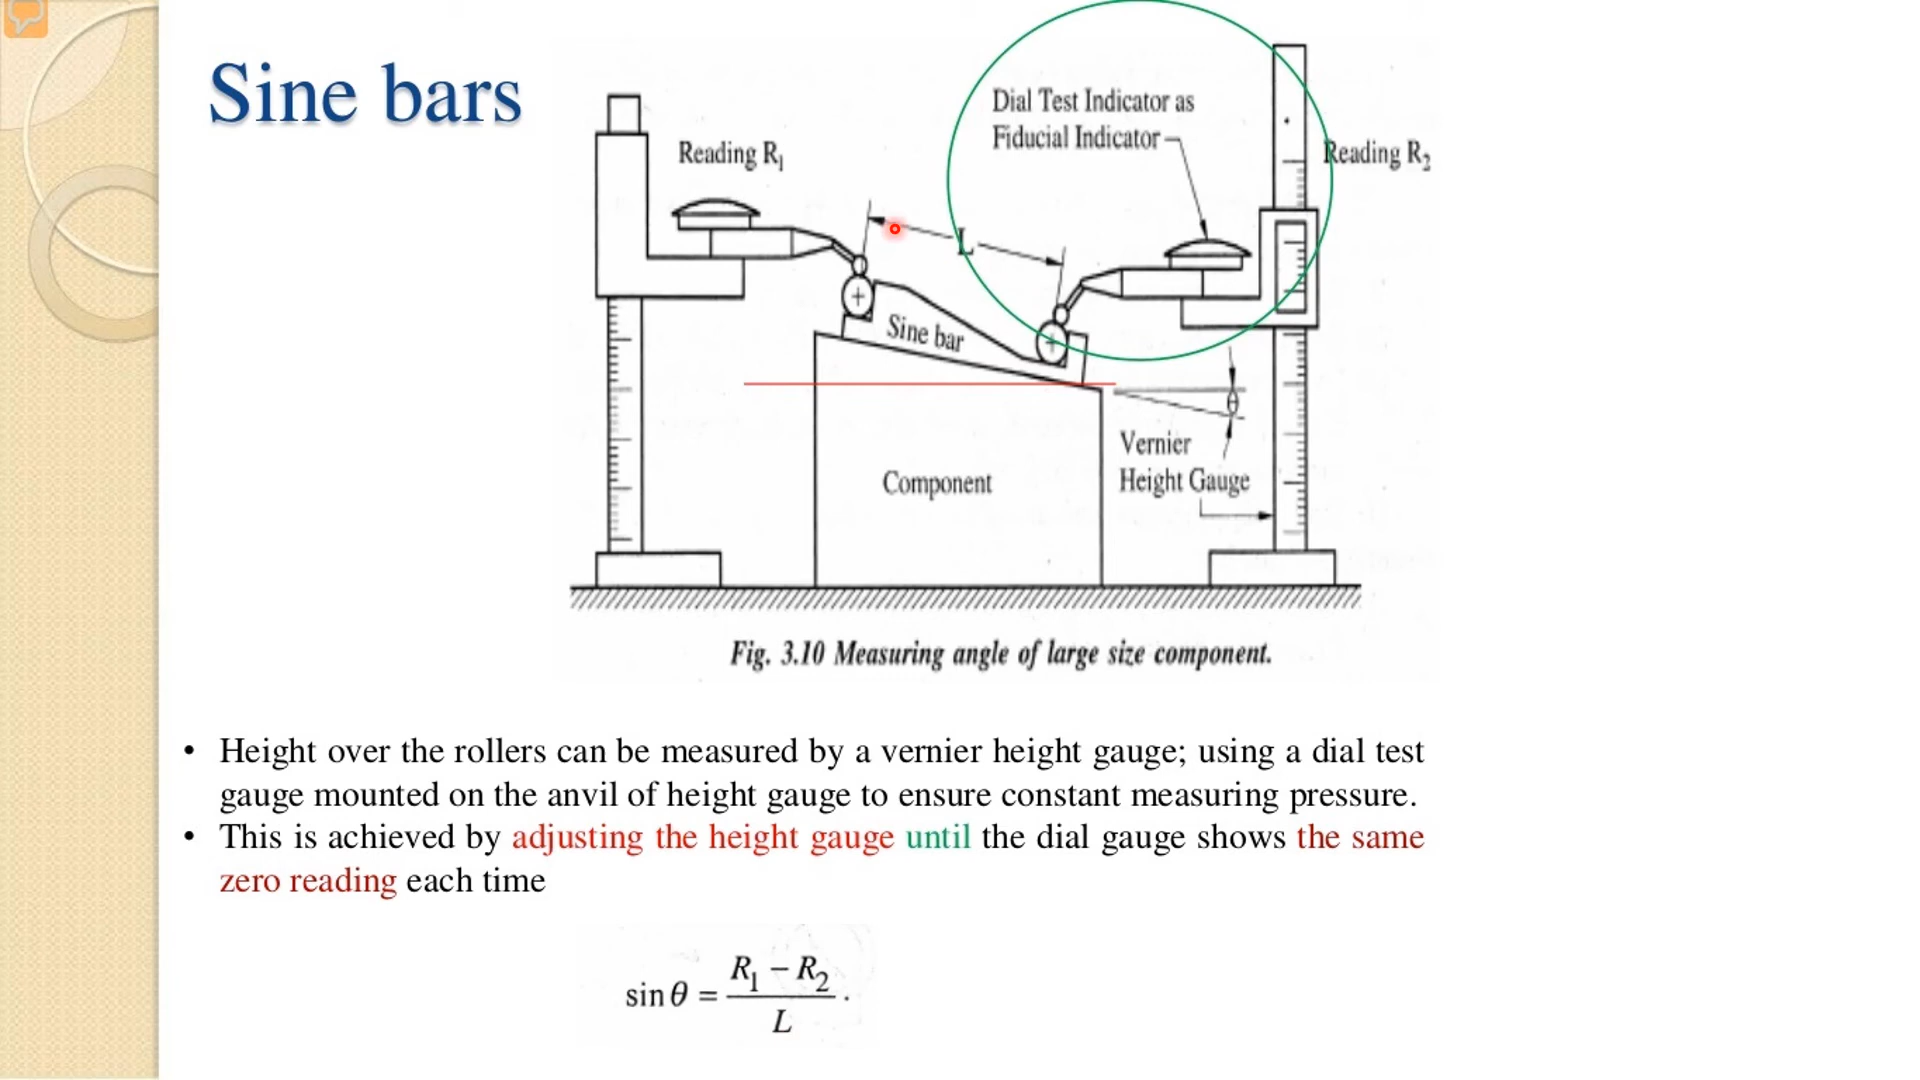 Sine bars
Dial Test Indicator as
Fiducial Indicator
Reading R₁
Reading R₂
L
Sine bar
θ
Vernier
Height Gauge
Component
Fig. 3.10 Measuring angle of large size component.
• Height over the rollers can be measured by a vernier height gauge; using a dial test
gauge mounted on the anvil of height gauge to ensure constant measuring pressure.
• This is achieved by adjusting the height gauge until the dial gauge shows the same
zero reading each time
sin θ = (R₁ − R₂) / L.